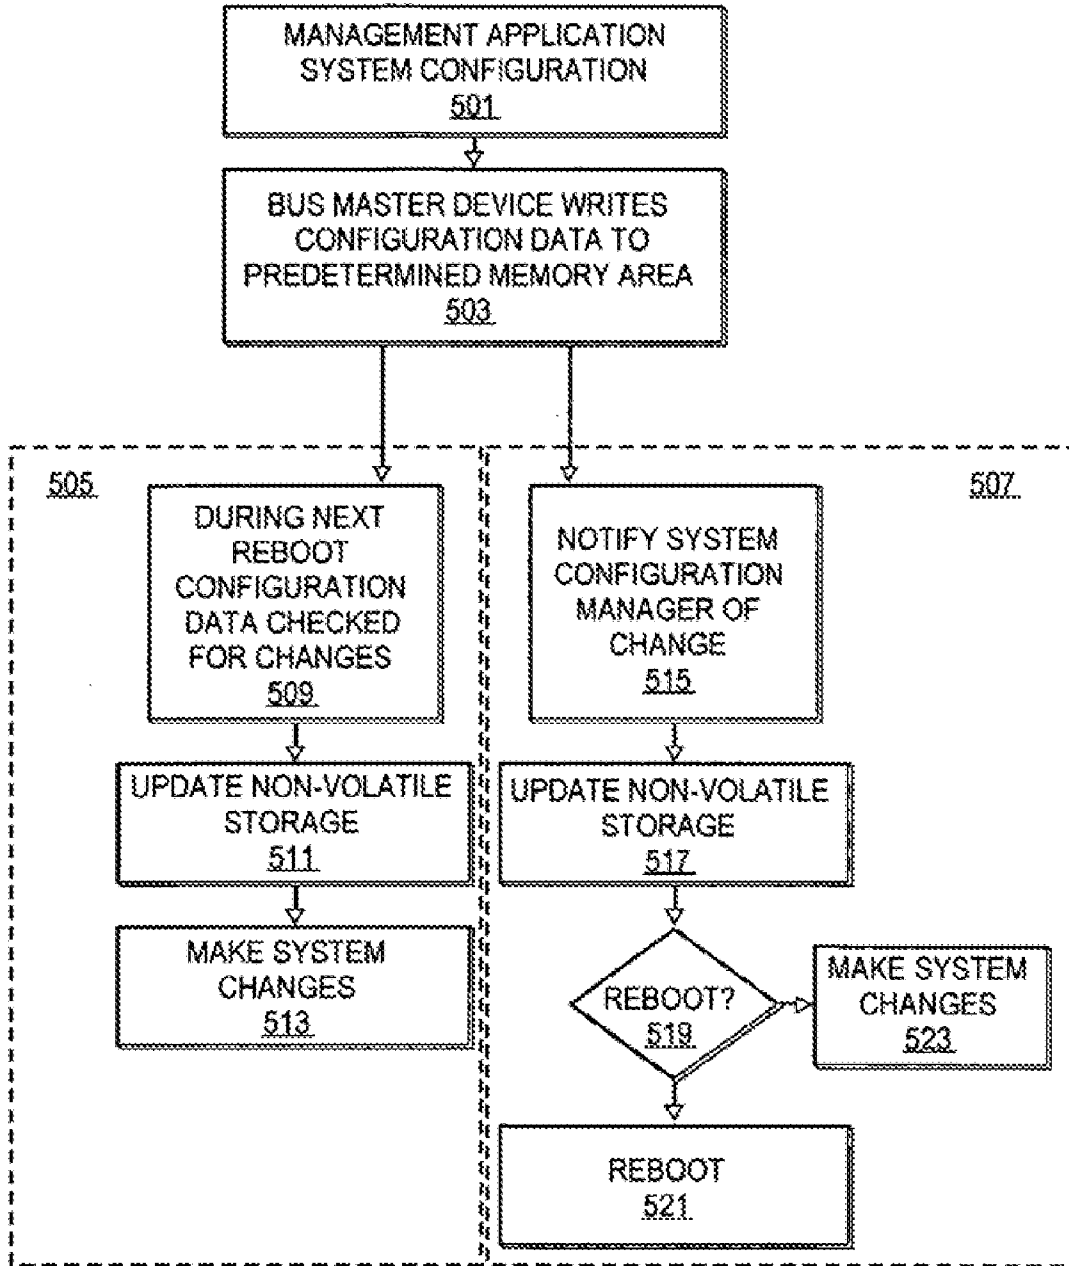 MANAGEMENT APPLICATION
SYSTEM CONFIGURATION
501
BUS MASTER DEVICE WRITES
CONFIGURATION DATA TO
PREDETERMINED MEMORY AREA
503
505
DURING NEXT
REBOOT
CONFIGURATION
DATA CHECKED
FOR CHANGES
509
UPDATE NON-VOLATILE
STORAGE
511
MAKE SYSTEM
CHANGES
513
507
NOTIFY SYSTEM
CONFIGURATION
MANAGER OF
CHANGE
515
UPDATE NON-VOLATILE
STORAGE
517
REBOOT?
519
MAKE SYSTEM
CHANGES
523
REBOOT
521